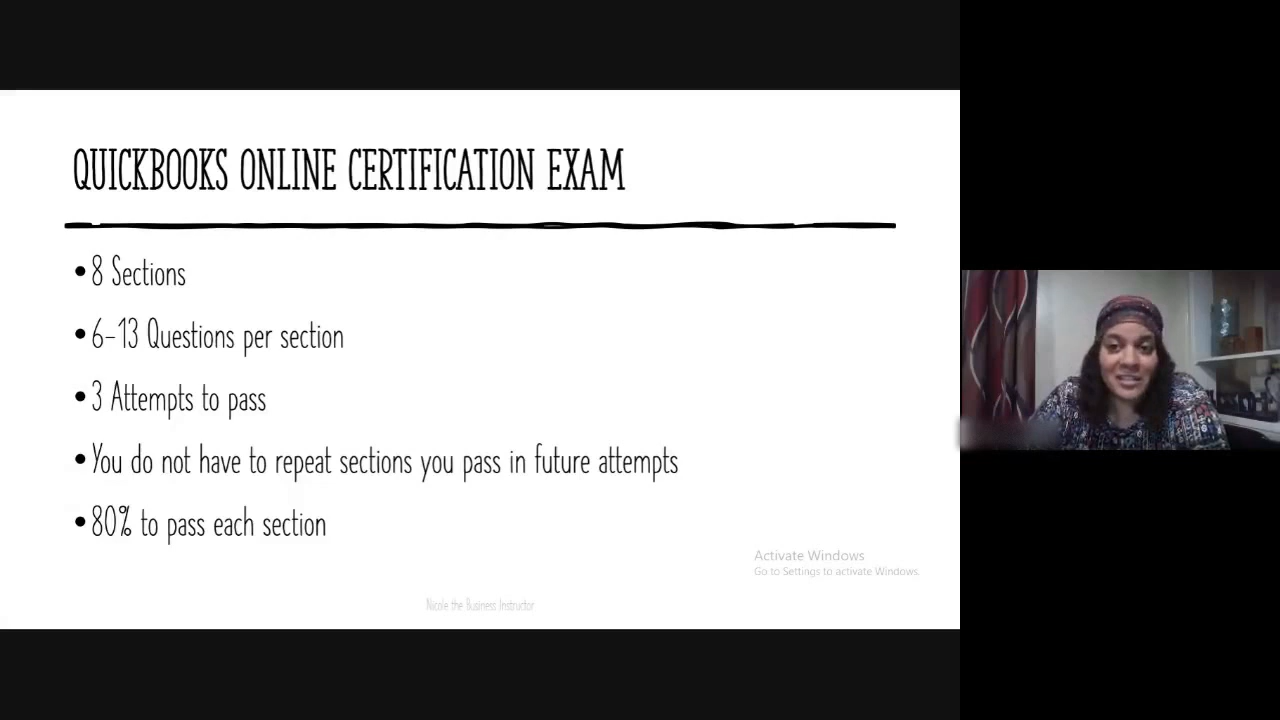 QUICKBOOKS ONLINE CERTIFICATION EXAM
•8 Sections
•6-13 Questions per section
•3 Attempts to pass
•You do not have to repeat sections you pass in future attempts
•80% to pass each section
Activate Windows
Go to Settings to activate Windows.
Nicole the Business Instructor